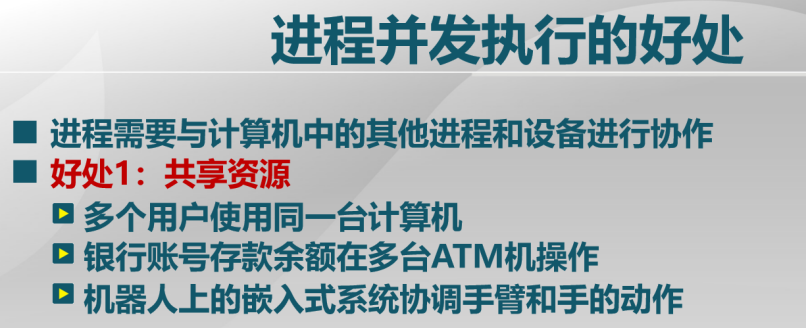 进程并发执行的好处
进程需要与计算机中的其他进程和设备进行协作
好处1：共享资源
多个用户使用同一台计算机
银行账号存款余额在多台ATM机操作
机器人上的嵌入式系统协调手臂和手的动作